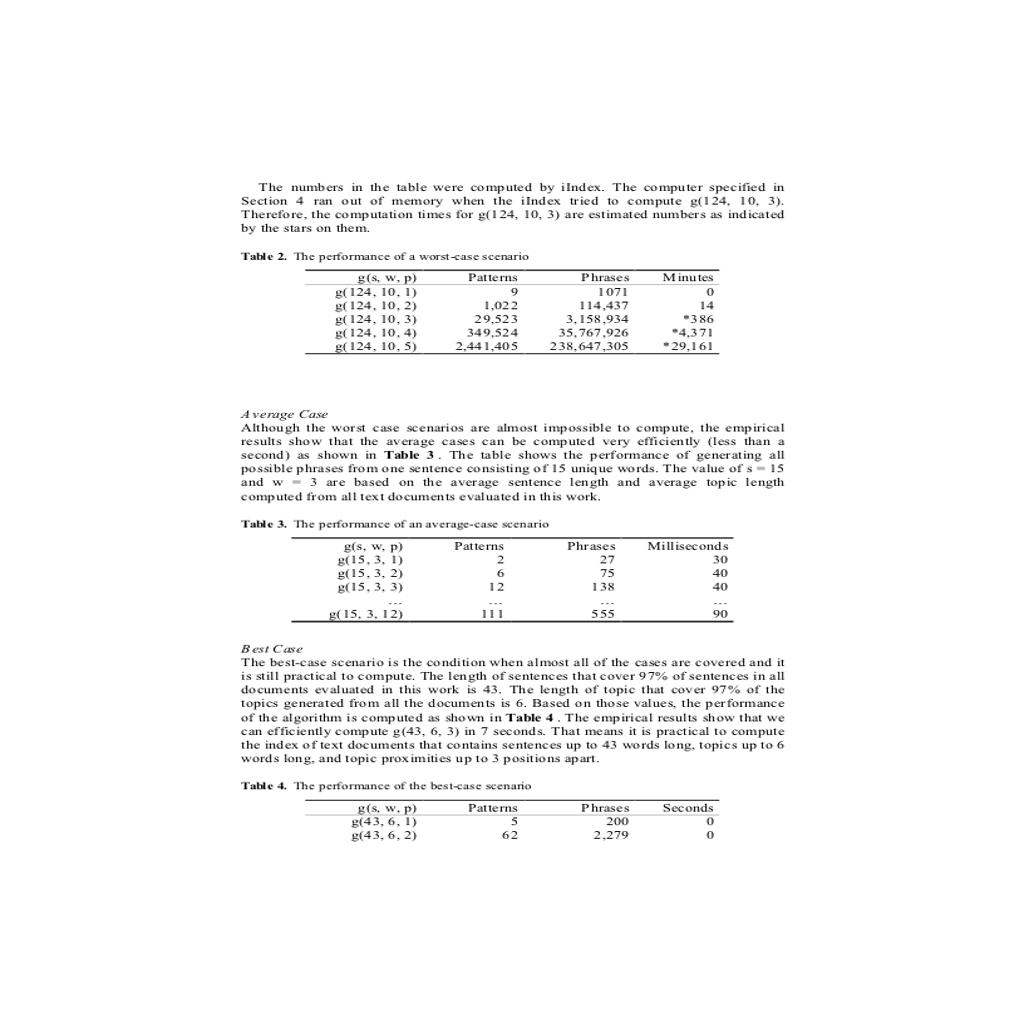 The numbers in the table were computed by iIndex. The computer specified in
Section 4 ran out of memory when the iIndex tried to compute g(124, 10, 3).
Therefore, the computation times for g(124, 10, 3) are estimated numbers as indicated
by the stars on them.
Table 2. The performance of a worst-case scenario
g(s, w, p) Patterns Phrases Minutes
g(124, 10, 1) 9 1071 0
g(124, 10, 2) 1,022 114,437 14
g(124, 10, 3) 29,523 3,158,934 *386
g(124, 10, 4) 349,524 35,767,926 *4,371
g(124, 10, 5) 2,441,405 238,647,305 *29,161
Average Case
Although the worst case scenarios are almost impossible to compute, the empirical
results show that the average cases can be computed very efficiently (less than a
second) as shown in Table 3. The table shows the performance of generating all
possible phrases from one sentence consisting of 15 unique words. The value of s = 15
and w = 3 are based on the average sentence length and average topic length
computed from all text documents evaluated in this work.
Table 3. The performance of an average-case scenario
g(s, w, p) Patterns Phrases Milliseconds
g(15, 3, 1) 2 27 30
g(15, 3, 2) 6 75 40
g(15, 3, 3) 12 138 40
... ... ... ...
g(15, 3, 12) 111 555 90
Best Case
The best-case scenario is the condition when almost all of the cases are covered and it
is still practical to compute. The length of sentences that cover 97% of sentences in all
documents evaluated in this work is 43. The length of topic that cover 97% of the
topics generated from all the documents is 6. Based on those values, the performance
of the algorithm is computed as shown in Table 4. The empirical results show that we
can efficiently compute g(43, 6, 3) in 7 seconds. That means it is practical to compute
the index of text documents that contains sentences up to 43 words long, topics up to 6
words long, and topic proximities up to 3 positions apart.
Table 4. The performance of the best-case scenario
g(s, w, p) Patterns Phrases Seconds
g(43, 6, 1) 5 200 0
g(43, 6, 2) 62 2,279 0